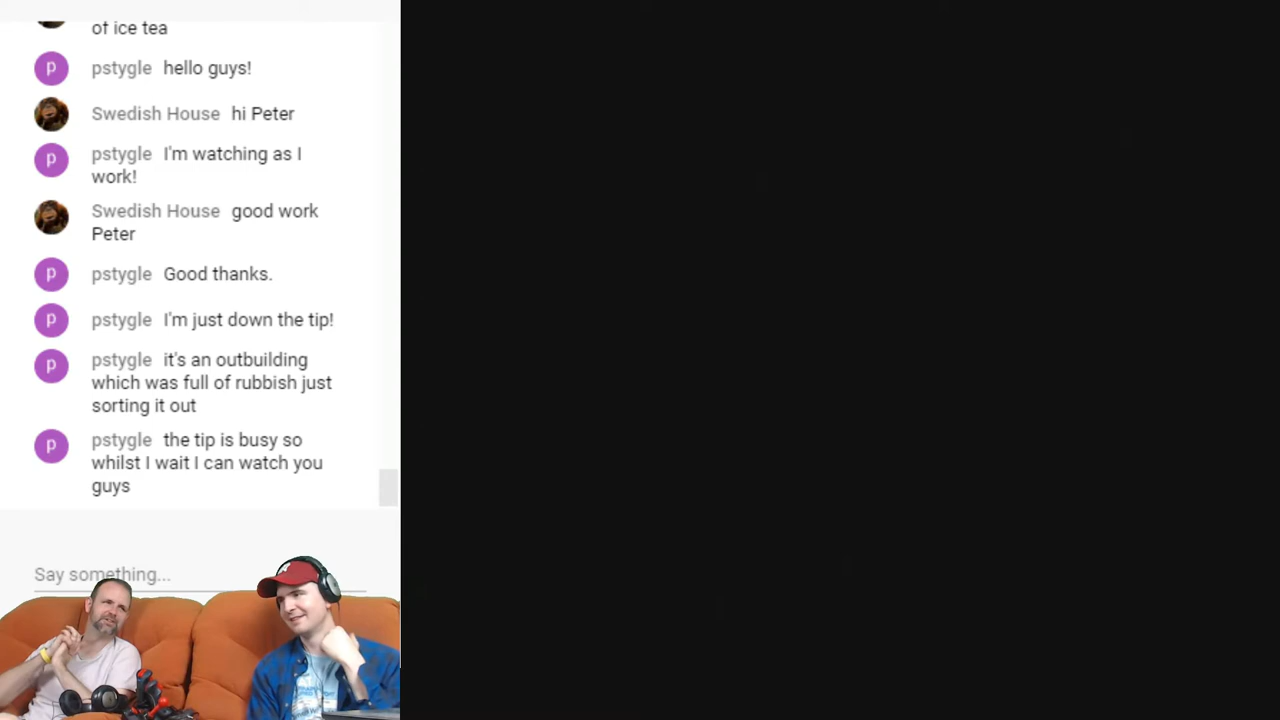 of ice tea
p pstygle hello guys!
Swedish House hi Peter
p pstygle I'm watching as I
work!
Swedish House good work
Peter
p pstygle Good thanks.
p pstygle I'm just down the tip!
p pstygle it's an outbuilding
which was full of rubbish just
sorting it out
p pstygle the tip is busy so
whilst I wait I can watch you
guys
Say something...